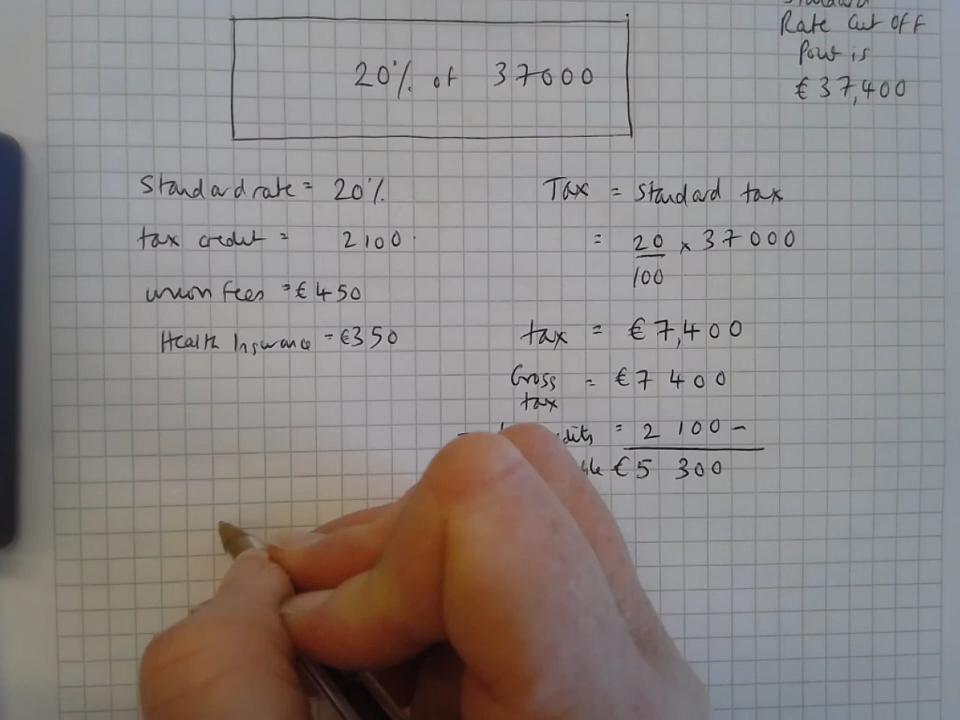 Rate Cut Off
Point is
€37,400
20% of 37000
Standard rate = 20%
tax credit = 2100
union fees = €450
Health Insurance = €350
Tax = standard tax
= 20/100 x 37000
tax = €7,400
Gross tax = €7 400
= 2 100 -
€5 300